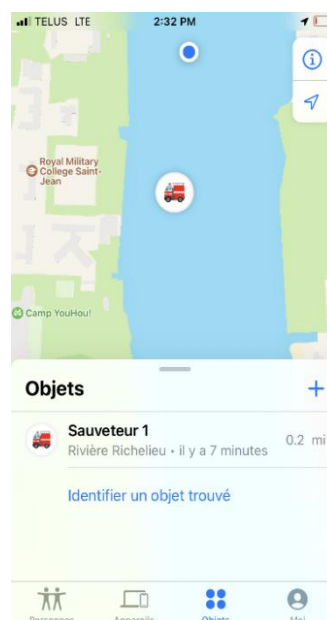 TELUS LTE 2:32 PM
Royal Military
College Saint-
Jean
Camp YouHou!
Objets
Sauveteur 1
Rivière Richelieu • il y a 7 minutes
0.2 mi
Identifier un objet trouvé
Personnes Appareils Objets Moi